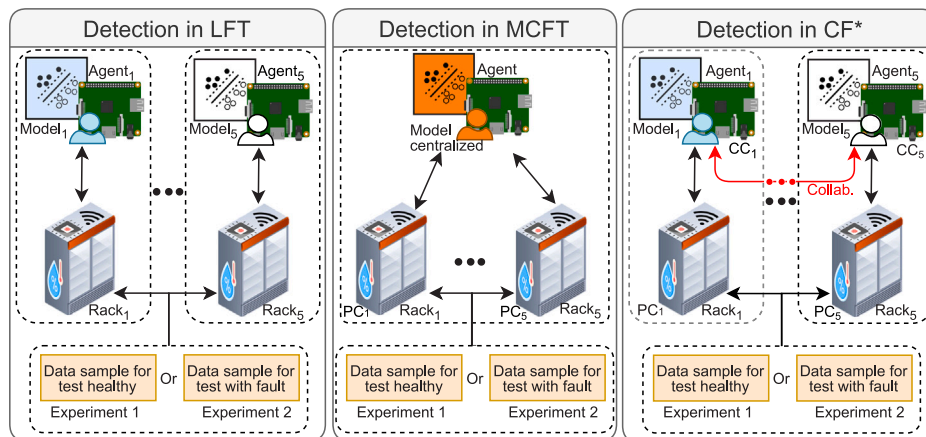 Detection in LFT
Agent1
Model1
Agent5
Model5
Rack1
Rack5
Data sample for
test healthy
Or
Data sample for
test with fault
Experiment 1
Experiment 2
Detection in MCFT
Agent
Model
centralized
PC1
Rack1
PC5
Rack5
Data sample for
test healthy
Or
Data sample for
test with fault
Experiment 1
Experiment 2
Detection in CF*
Agent1
Model1
CC1
Agent5
Model5
CC5
Collab.
PC1
Rack1
PC5
Rack5
Data sample for
test healthy
Or
Data sample for
test with fault
Experiment 1
Experiment 2